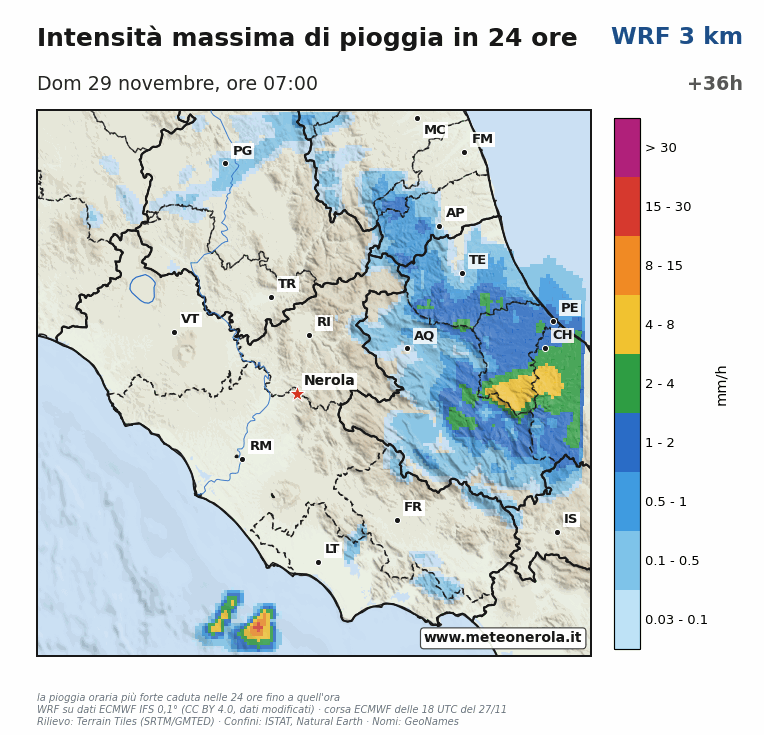 Intensità massima di pioggia in 24 ore
WRF 3 km
Dom 29 novembre, ore 07:00
+36h
MC
FM
PG
AP
TE
TR
PE
VT
RI
AQ
CH
Nerola
RM
FR
IS
LT
www.meteonerola.it
> 30
15 - 30
8 - 15
4 - 8
2 - 4
1 - 2
0.5 - 1
0.1 - 0.5
0.03 - 0.1
mm/h
la pioggia oraria più forte caduta nelle 24 ore fino a quell'ora
WRF su dati ECMWF IFS 0,1° (CC BY 4.0, dati modificati) · corsa ECMWF delle 18 UTC del 27/11
Rilievo: Terrain Tiles (SRTM/GMTED) · Confini: ISTAT, Natural Earth · Nomi: GeoNames